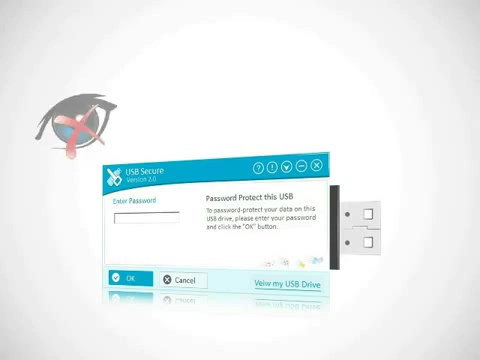 USB Secure
Version 2.0
Enter Password
Password Protect this USB
To password-protect your data on this
USB drive, please enter your password
and click the "OK" button.
OK
Cancel
Veiw my USB Drive